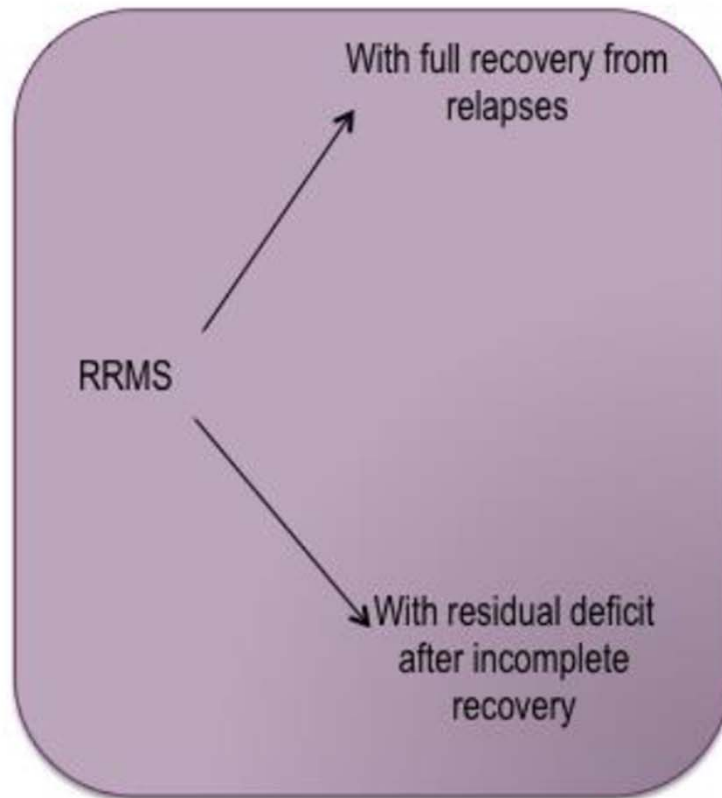 With full recovery from
relapses
RRMS
With residual deficit
after incomplete
recovery